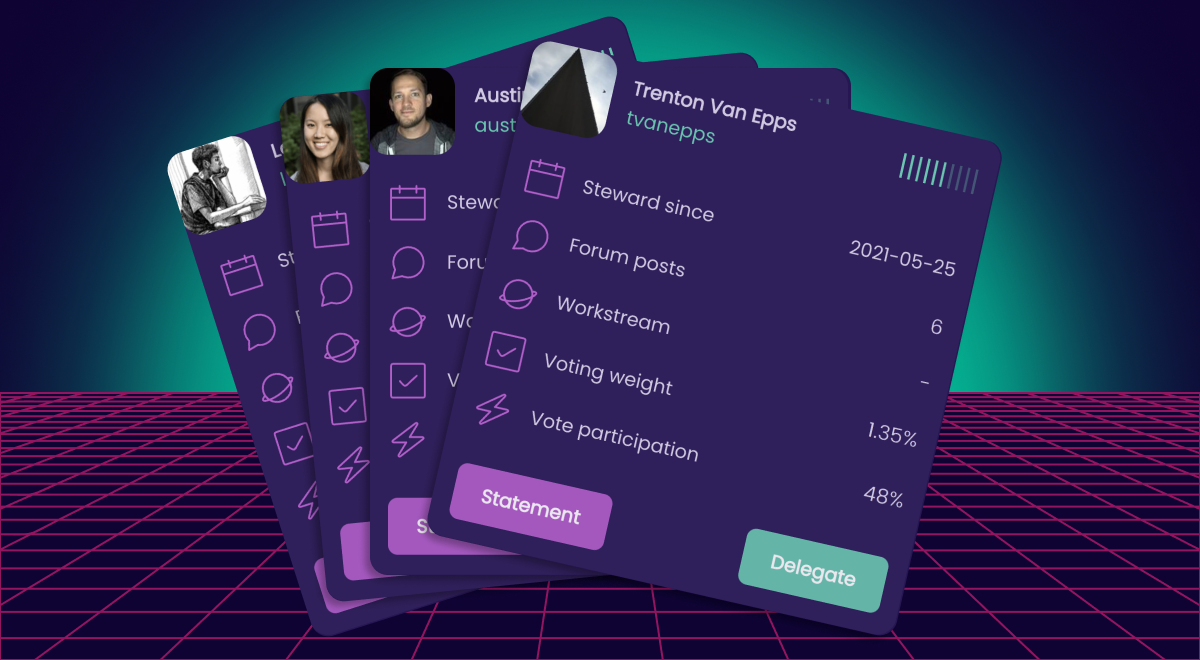 Trenton Van Epps
tvanepps
Steward since
2021-05-25
Forum posts
6
Workstream
-
Voting weight
1.35%
Vote participation
48%
Statement
Delegate